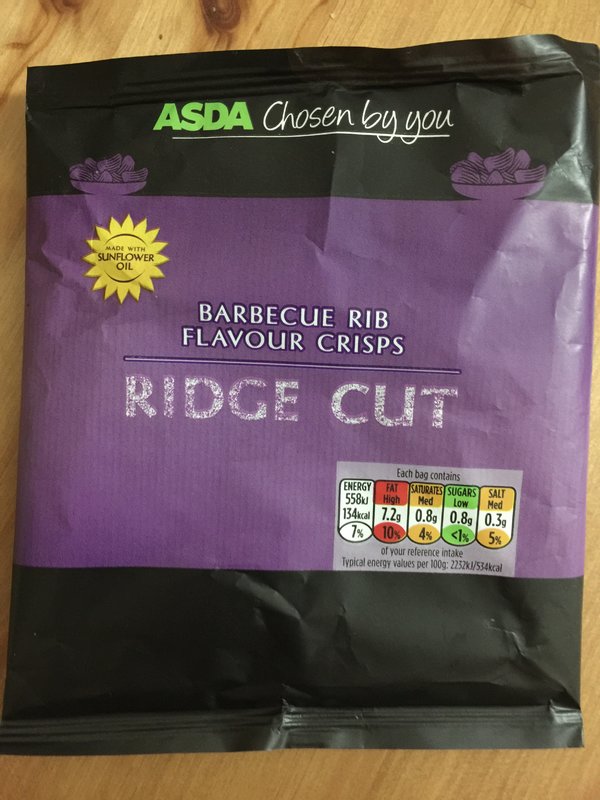 ASDA Chosen by you
MADE WITH
SUNFLOWER
OIL
BARBECUE RIB
FLAVOUR CRISPS
RIDGE CUT
Each bag contains
ENERGY FAT SATURATES SUGARS SALT
558kJ High Med Low Med
134kcal 7.2g 0.8g 0.8g 0.3g
7% 10% 4% <1% 5%
of your reference intake
Typical energy values per 100g: 2232kJ/534kcal